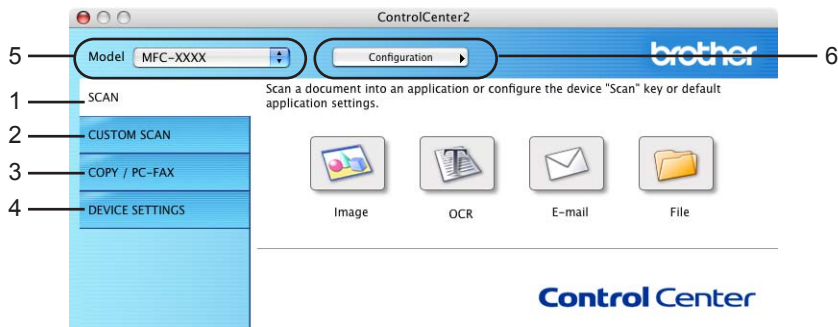 ControlCenter2
5
Model MFC-XXXX
Configuration
brother
6
1
SCAN
Scan a document into an application or configure the device "Scan" key or default
application settings.
2
CUSTOM SCAN
3
COPY / PC-FAX
4
DEVICE SETTINGS
Image
OCR
E-mail
File
Control Center